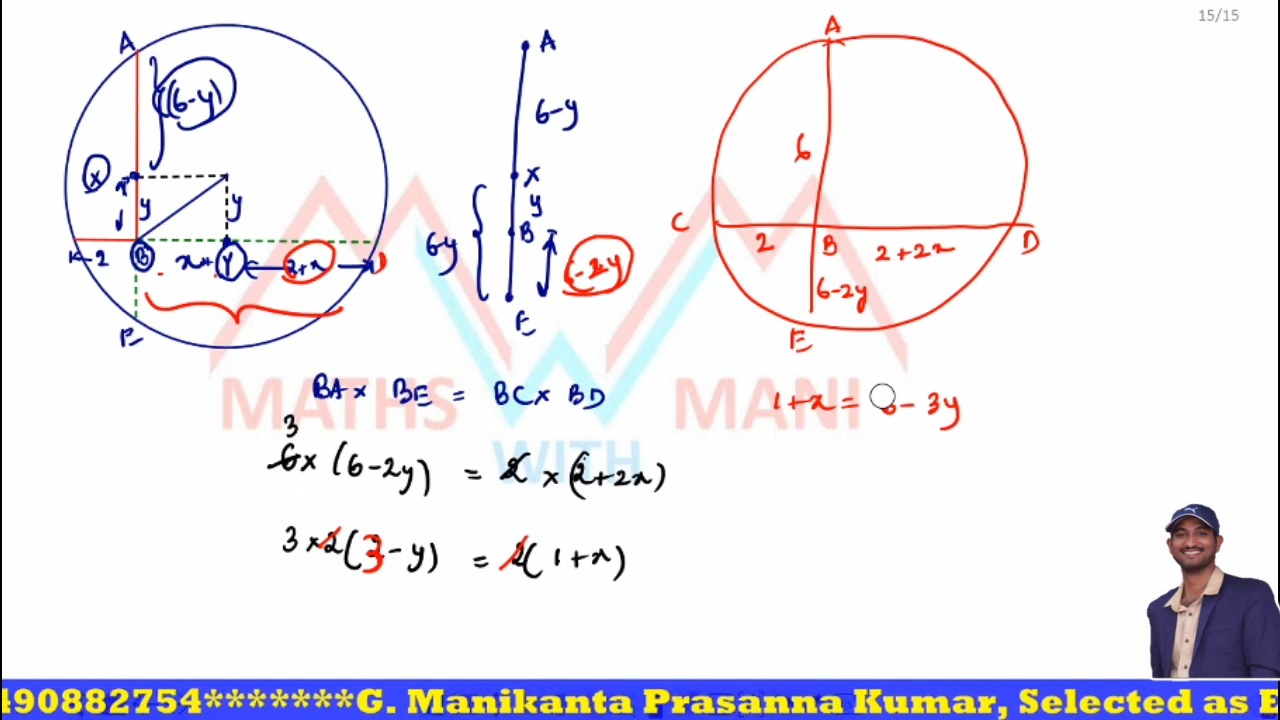 15/15
A
(6-y)
X
y
y
2
B
x
Y
2+x
D
E
A
6-y
X
y
B
6-y
6-2y
E
A
6
C
2
B
2+2x
D
6-2y
E
MATHS MANI
WITH
BA × BE = BC × BD
1+x = - 3y
3
6× (6-2y) = 2 × (2+2x)
3×2(3-y) = 2(1+x)
490882754*******G. Manikanta Prasanna Kumar, Selected as E